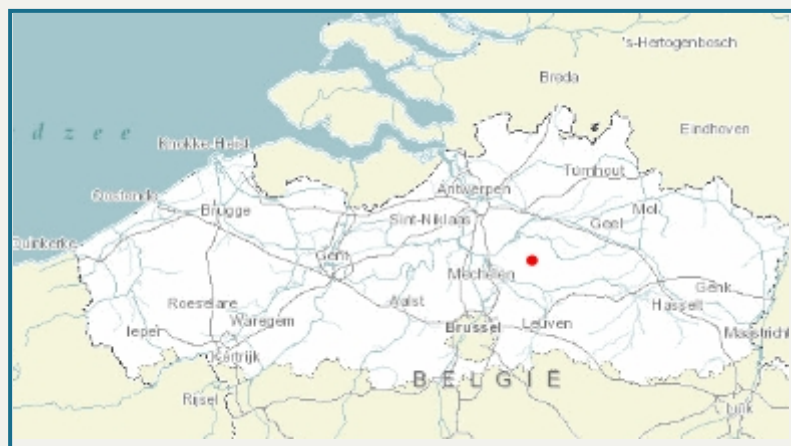 's-Hertogenbosch
Breda
d z e e
Eindhoven
Knokke-Heist
Turnhout
Antwerpen
Oostende
Mol
Brugge
Sint-Niklaas
Geel
Duinkerke
Gent
Mechelen
Genk
Roeselare
Aalst
Hasselt
Ieper
Waregem
Brussel
Leuven
Maastricht
Kortrijk
BELGIË
Rijsel
Luik